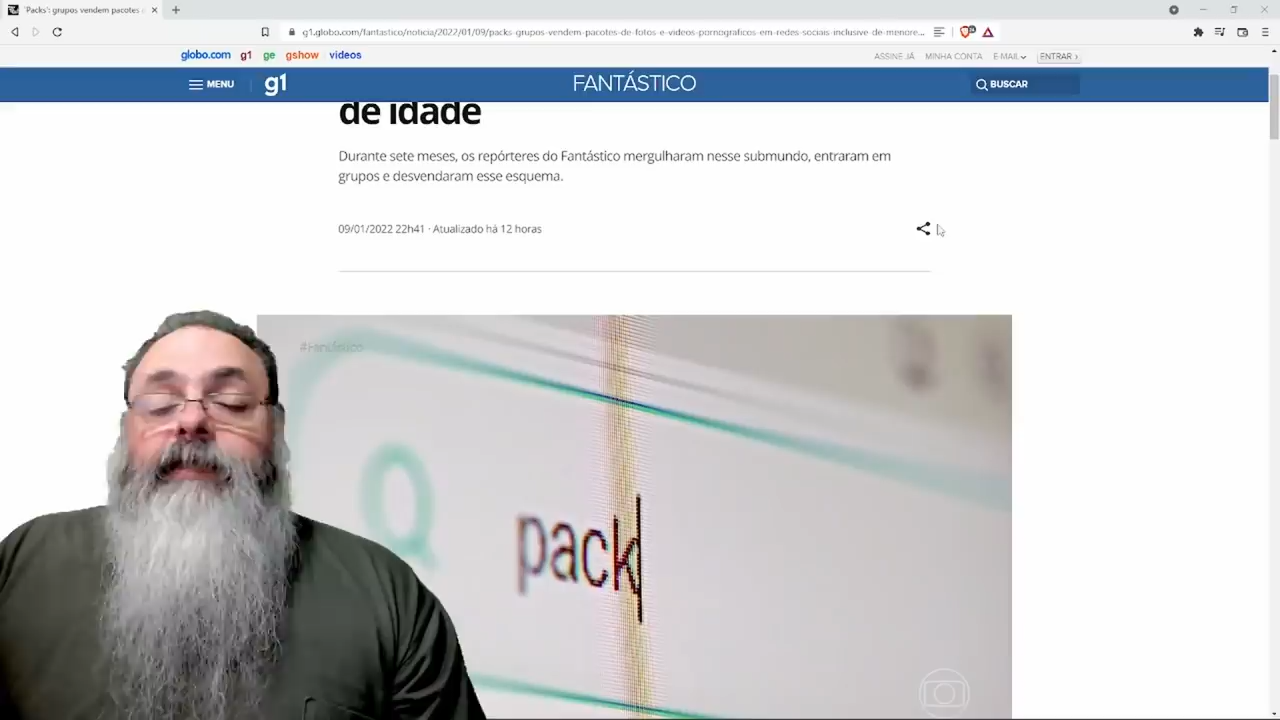 'Packs': grupos vendem pacotes d
g1.globo.com/fantastico/noticia/2022/01/09/packs-grupos-vendem-pacotes-de-fotos-e-videos-pornograficos-em-redes-sociais-inclusive-de-menore...
globo.com g1 ge gshow videos
ASSINE JÁ MINHA CONTA E-MAIL ENTRAR ›
MENU g1 FANTÁSTICO BUSCAR
de idade
Durante sete meses, os repórteres do Fantástico mergulharam nesse submundo, entraram em
grupos e desvendaram esse esquema.
09/01/2022 22h41 · Atualizado há 12 horas
#Fantástico
pack